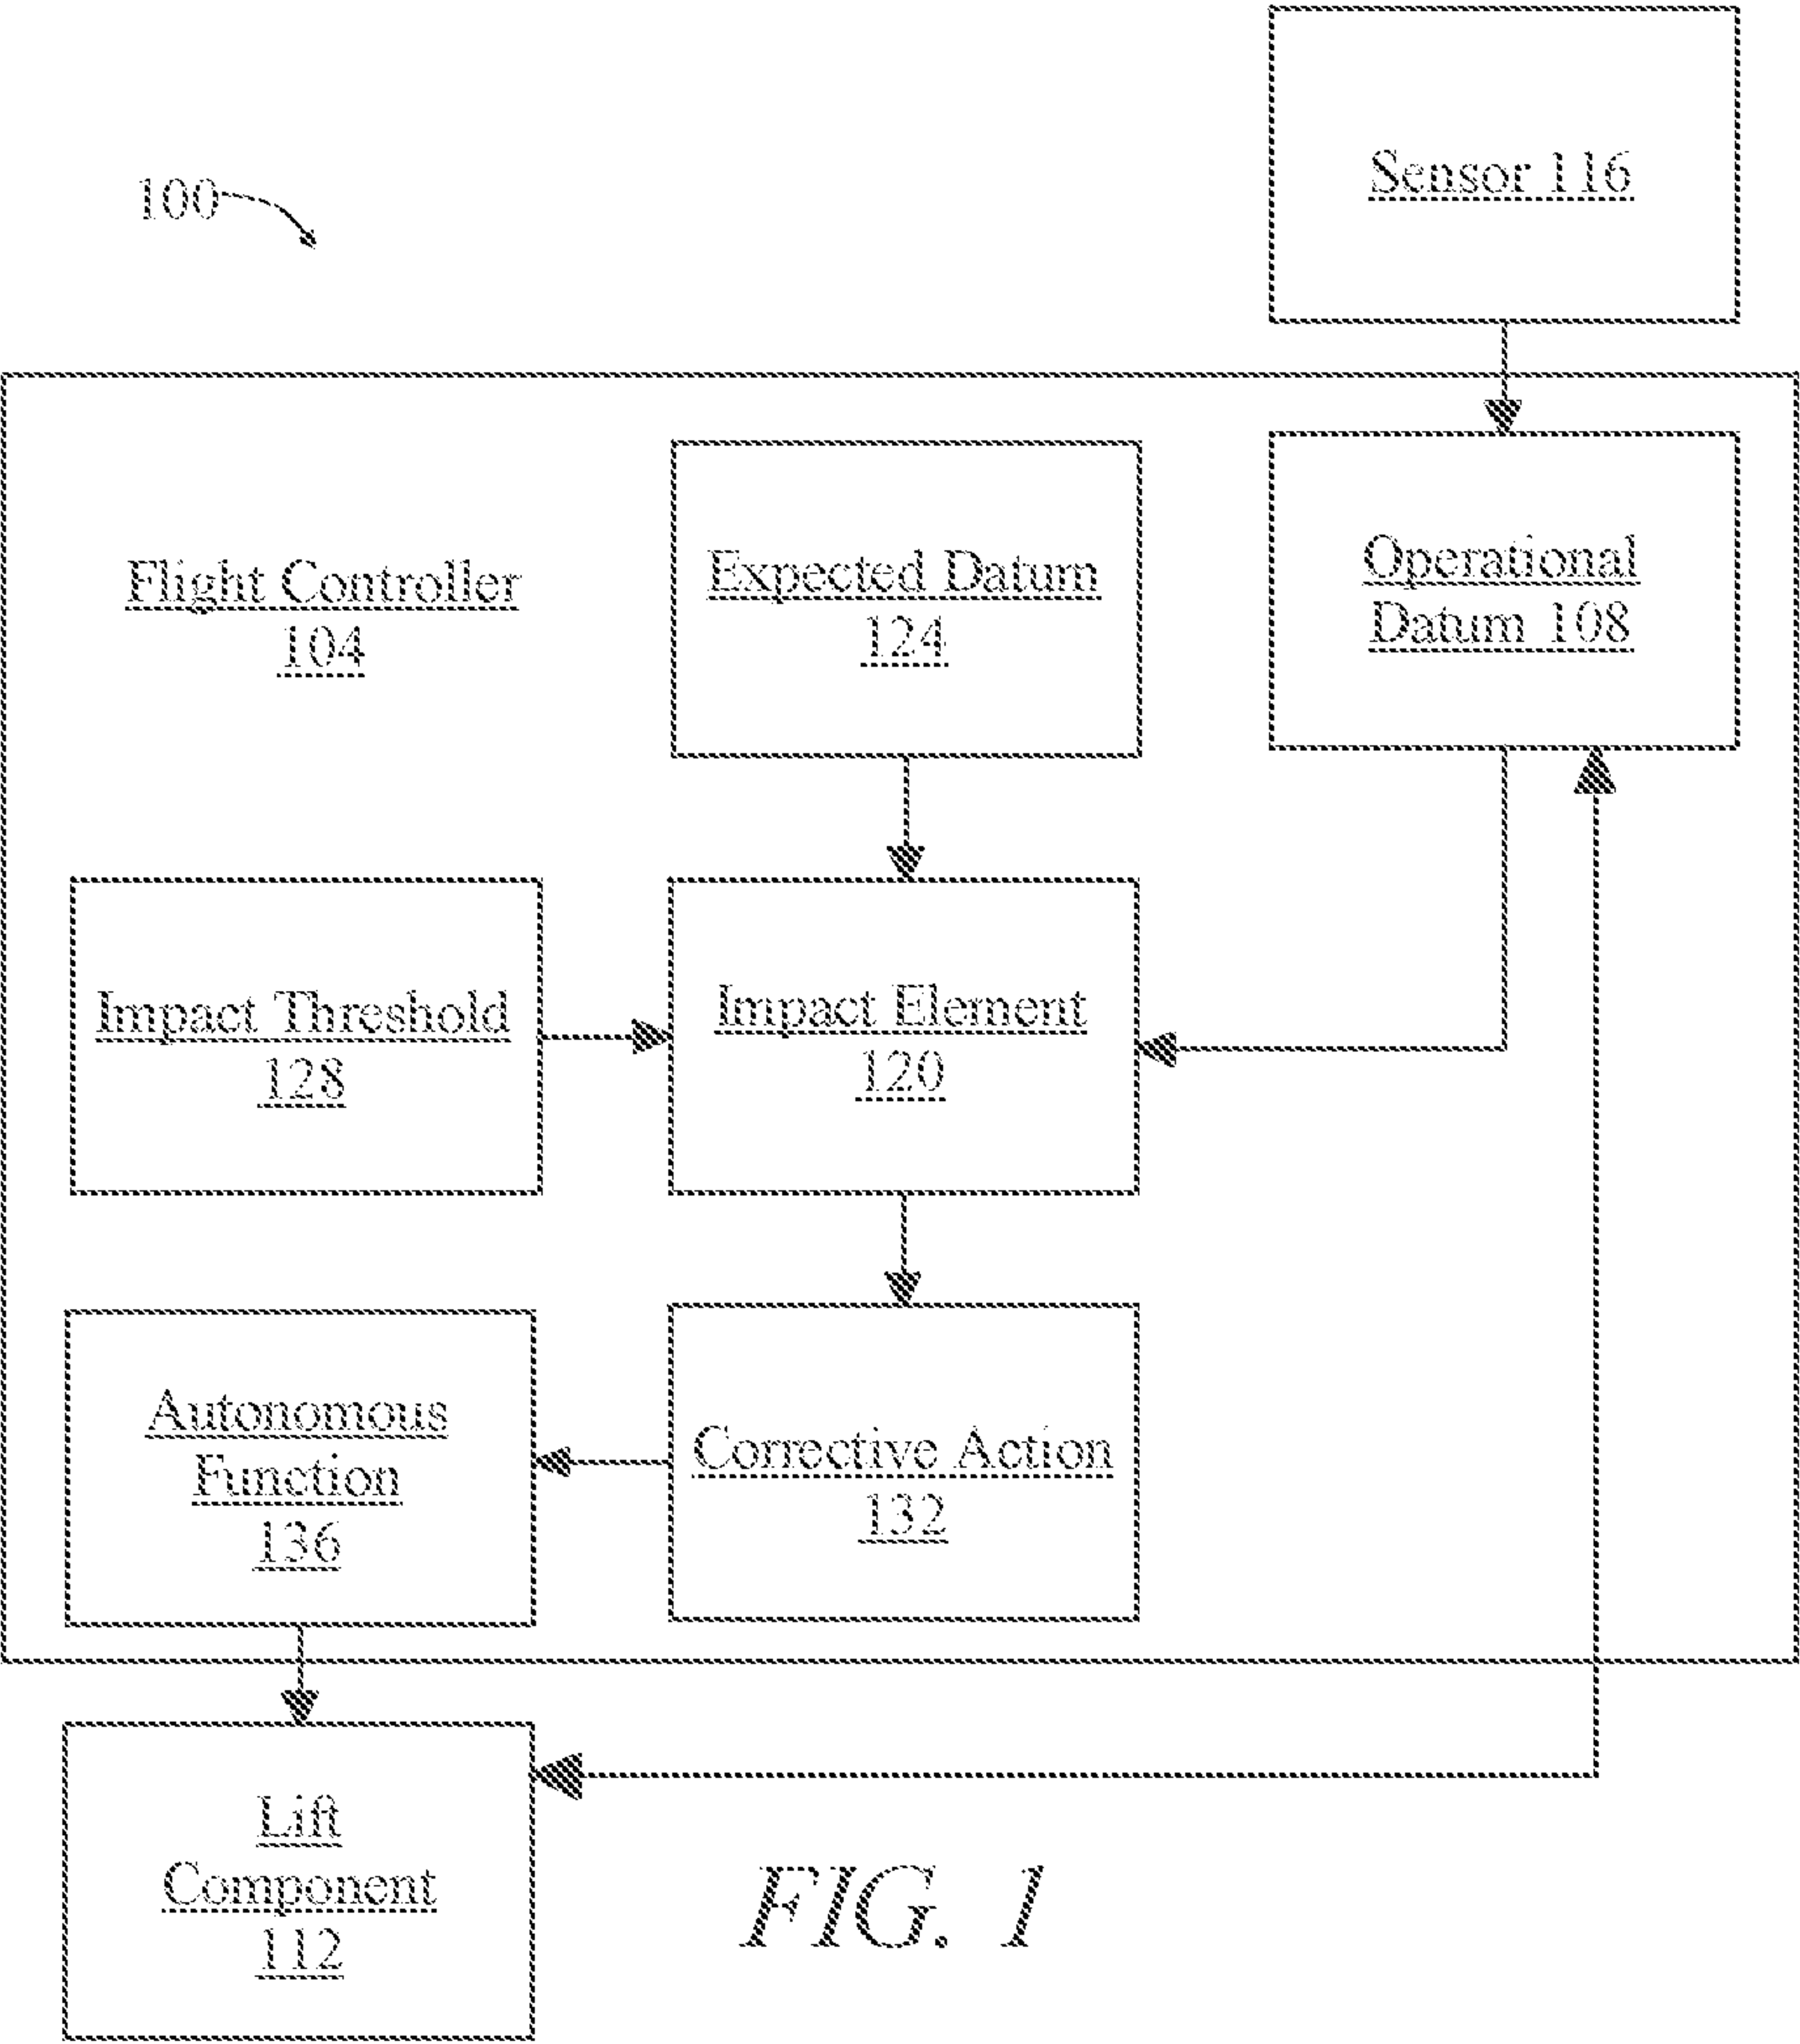 Sensor 116
100
Flight Controller
104
Expected Datum
124
Operational
Datum 108
Impact Threshold
128
Impact Element
120
Autonomous
Function
136
Corrective Action
132
Lift
Component
112
FIG. 1